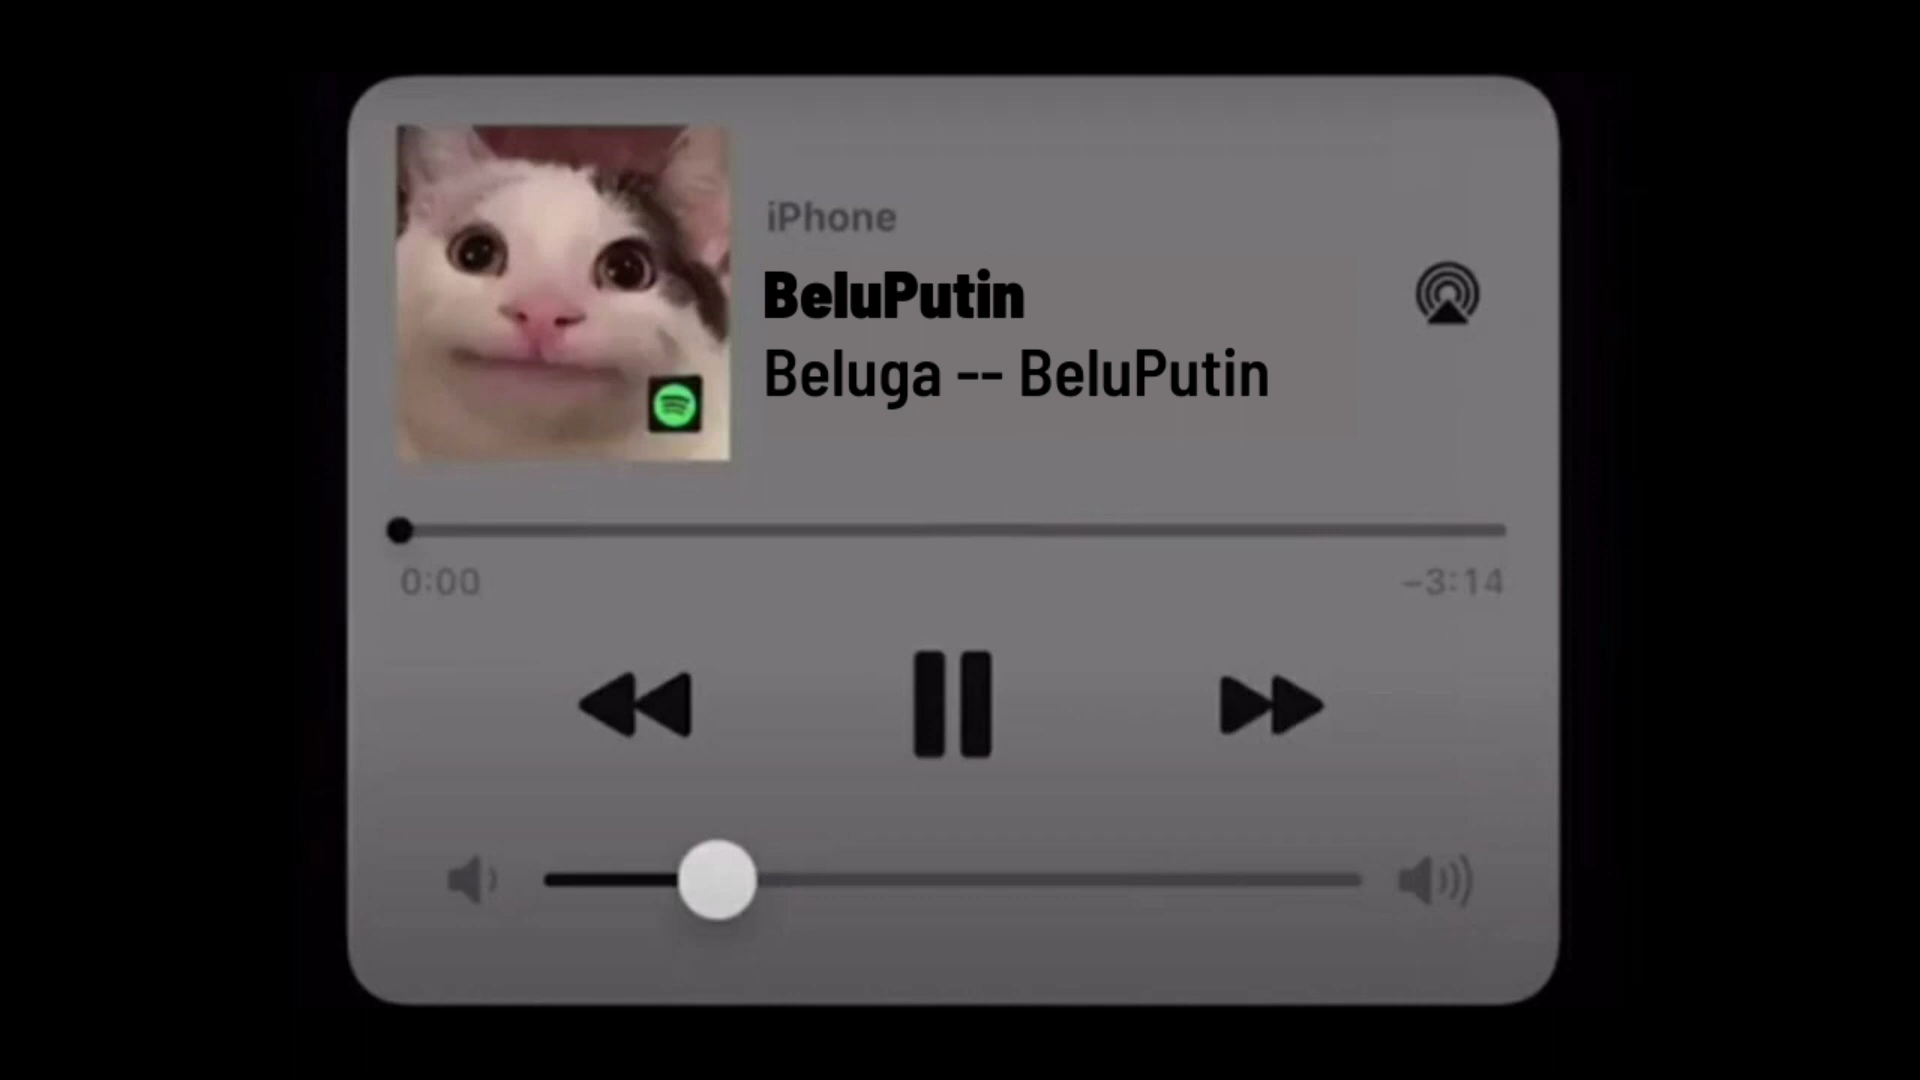 iPhone
BeluPutin
Beluga -- BeluPutin
0:00
-3:14